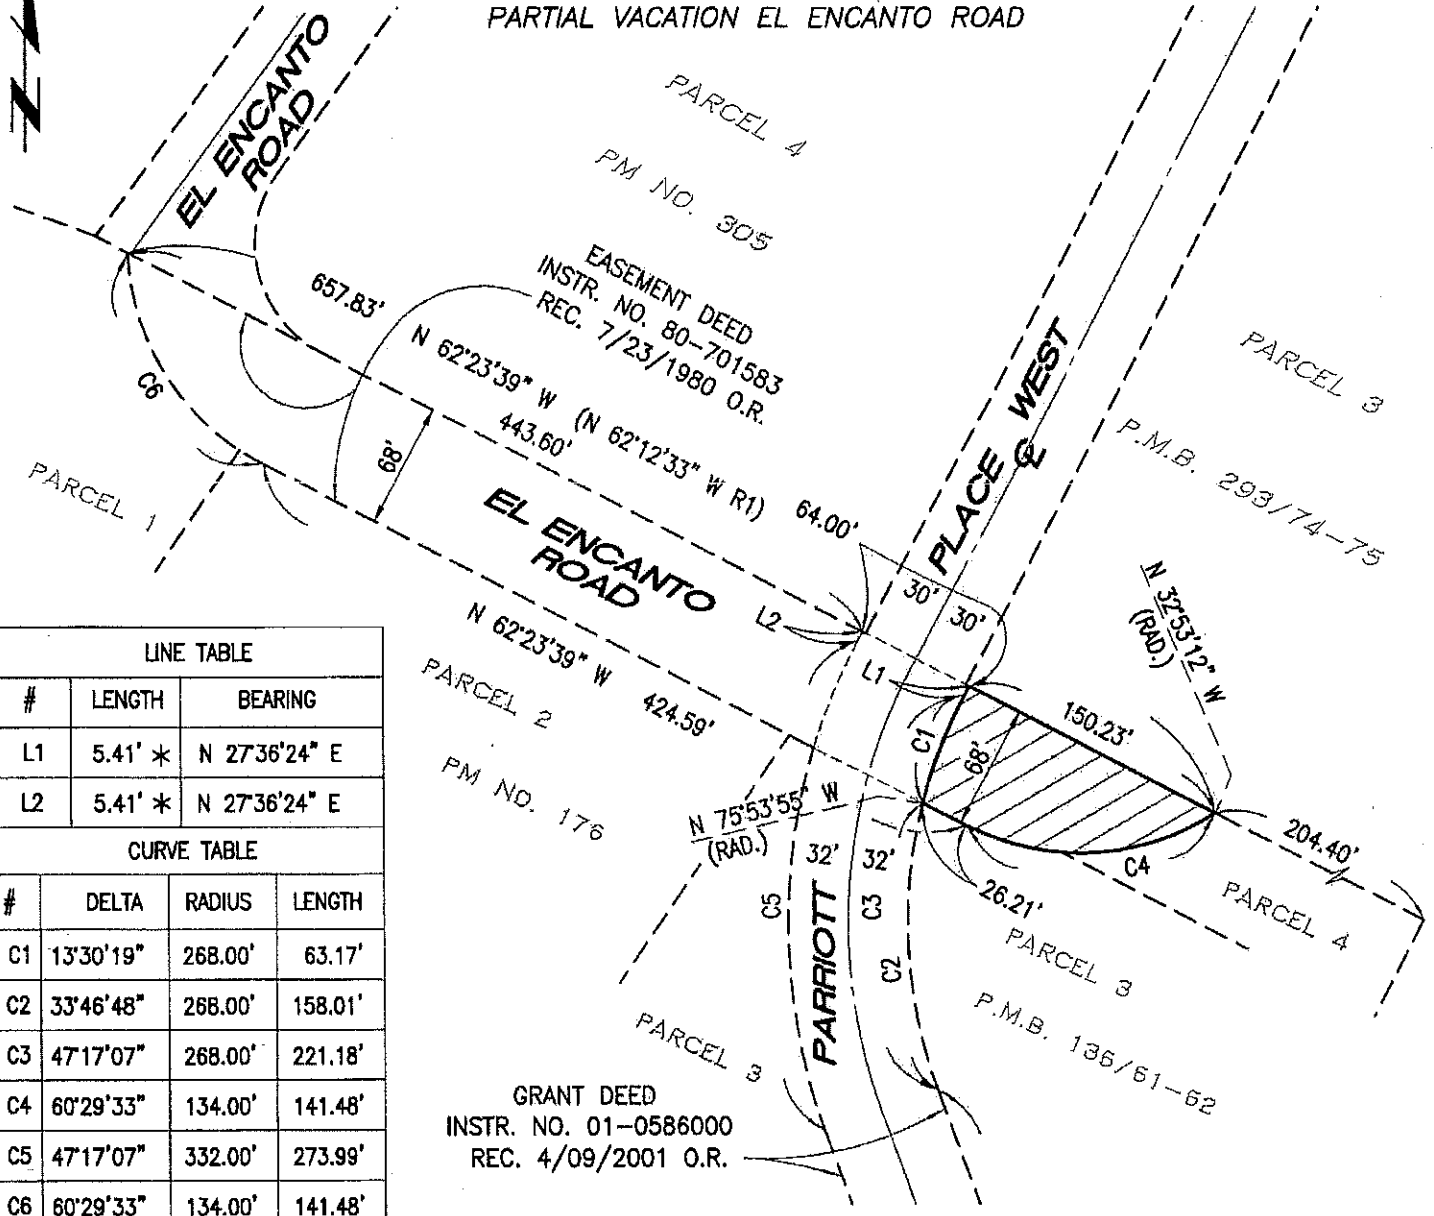 PARTIAL VACATION EL ENCANTO ROAD
N
EL ENCANTO
ROAD
PARCEL 4
PM NO. 305
EASEMENT DEED
INSTR. NO. 80-701583
REC. 7/23/1980 O.R.
657.83'
N 62°23'39" W (N 62°12'33" W R1)
443.60'
64.00'
68'
C6
PARCEL 1
EL ENCANTO
ROAD
PLACE ℄ WEST
PARCEL 3
P.M.B. 293/74-75
N 32°53'12" W
(RAD.)
L2
30'
30'
L1
N 62°23'39" W 424.59'
PARCEL 2
PM NO. 176
150.23'
C1
68'
N 75°53'55" W
(RAD.)
32'
32'
C4
204.40'
26.21'
C5
C3
C2
PARRIOTT
PARCEL 4
PARCEL 3
P.M.B. 136/61-62
PARCEL 3
GRANT DEED
INSTR. NO. 01-0586000
REC. 4/09/2001 O.R.
LINE TABLE
# LENGTH BEARING
L1 5.41' * N 27°36'24" E
L2 5.41' * N 27°36'24" E
CURVE TABLE
# DELTA RADIUS LENGTH
C1 13°30'19" 268.00' 63.17'
C2 33°46'48" 268.00' 158.01'
C3 47°17'07" 268.00' 221.18'
C4 60°29'33" 134.00' 141.48'
C5 47°17'07" 332.00' 273.99'
C6 60°29'33" 134.00' 141.48'